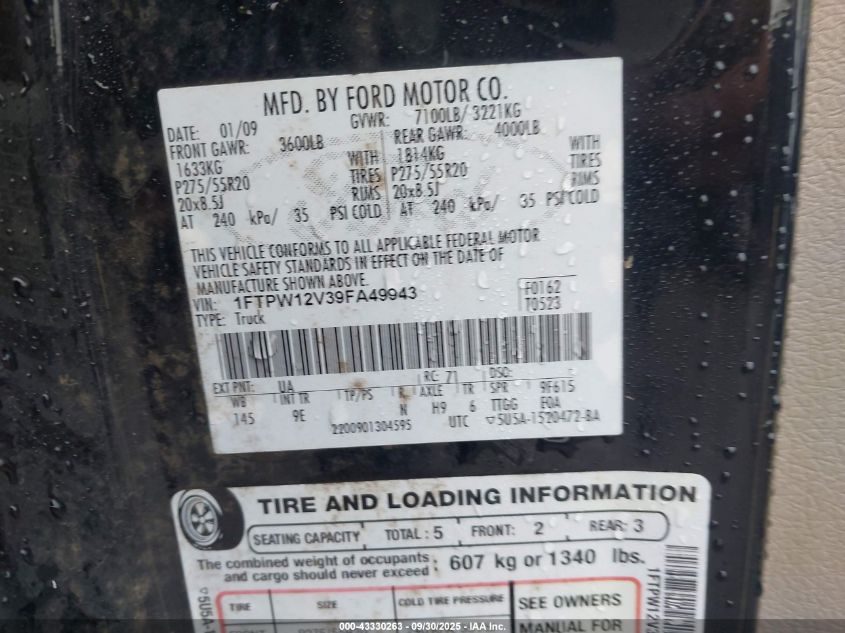 MFD. BY FORD MOTOR CO.
DATE: 01/09 GVWR: 7100LB/ 3221KG
FRONT GAWR: 3600LB REAR GAWR: 4000LB
1633KG WITH 1814KG WITH
P275/55R20 TIRES P275/55R20 TIRES
20x8.5J RIMS 20x8.5J RIMS
AT 240 kPa/ 35 PSI COLD AT 240 kPa/ 35 PSI COLD
THIS VEHICLE CONFORMS TO ALL APPLICABLE FEDERAL MOTOR
VEHICLE SAFETY STANDARDS IN EFFECT ON THE DATE OF
MANUFACTURE SHOWN ABOVE.
VIN: 1FTPW12V39FA49943 F0162
TYPE: Truck T0523
EXT PNT: UA RC: 71 DSO:
WB INT TR TP/PS R AXLE TR SPR 9F615
145 9E N H9 6 TTGG FOA
2200901304595 UTC ▽5U5A-1520472-BA
TIRE AND LOADING INFORMATION
SEATING CAPACITY TOTAL : 5 FRONT: 2 REAR: 3
The combined weight of occupants and cargo should never exceed : 607 kg or 1340 lbs.
TIRE SIZE COLD TIRE PRESSURE SEE OWNERS
MANUAL FOR
1FTPW12V
▽5U5A-
000-43330263 - 09/30/2025 - IAA, Inc.